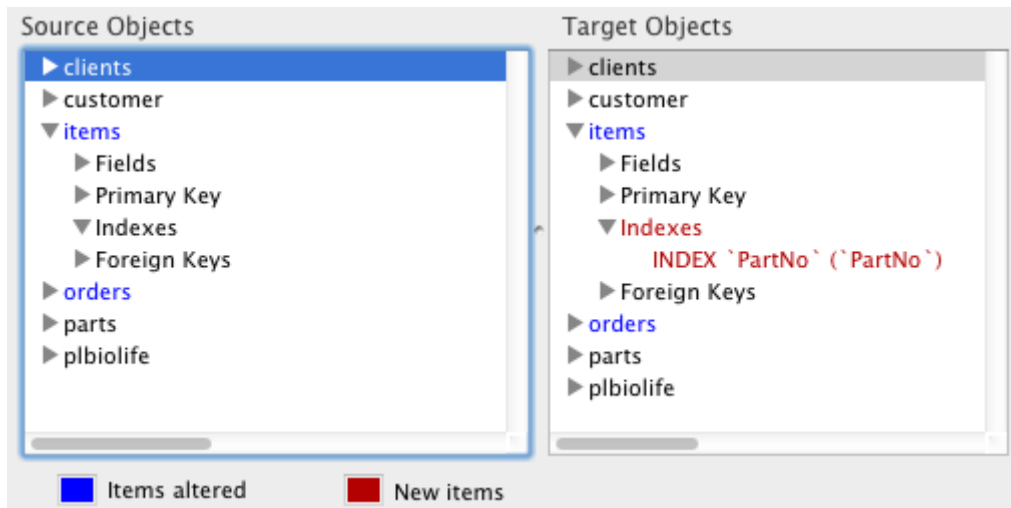 Source Objects
clients
customer
items
Fields
Primary Key
Indexes
Foreign Keys
orders
parts
plbiolife
Target Objects
clients
customer
items
Fields
Primary Key
Indexes
INDEX `PartNo` (`PartNo`)
Foreign Keys
orders
parts
plbiolife
Items altered
New items